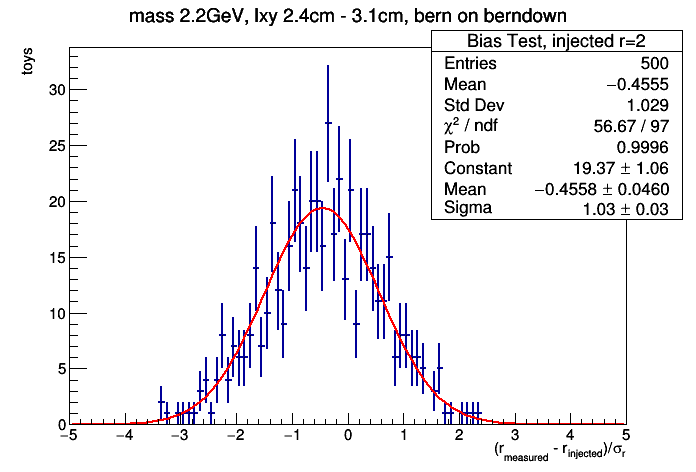 mass 2.2GeV, lxy 2.4cm - 3.1cm, bern on berndown
toys
Bias Test, injected r=2
Entries 500
Mean −0.4555
Std Dev 1.029
χ² / ndf 56.67 / 97
Prob 0.9996
Constant 19.37 ± 1.06
Mean −0.4558 ± 0.0460
Sigma 1.03 ± 0.03
30
25
20
15
10
5
0
−5 −4 −3 −2 −1 0 1 2 3 4 5
(r_measured - r_injected)/σ_r